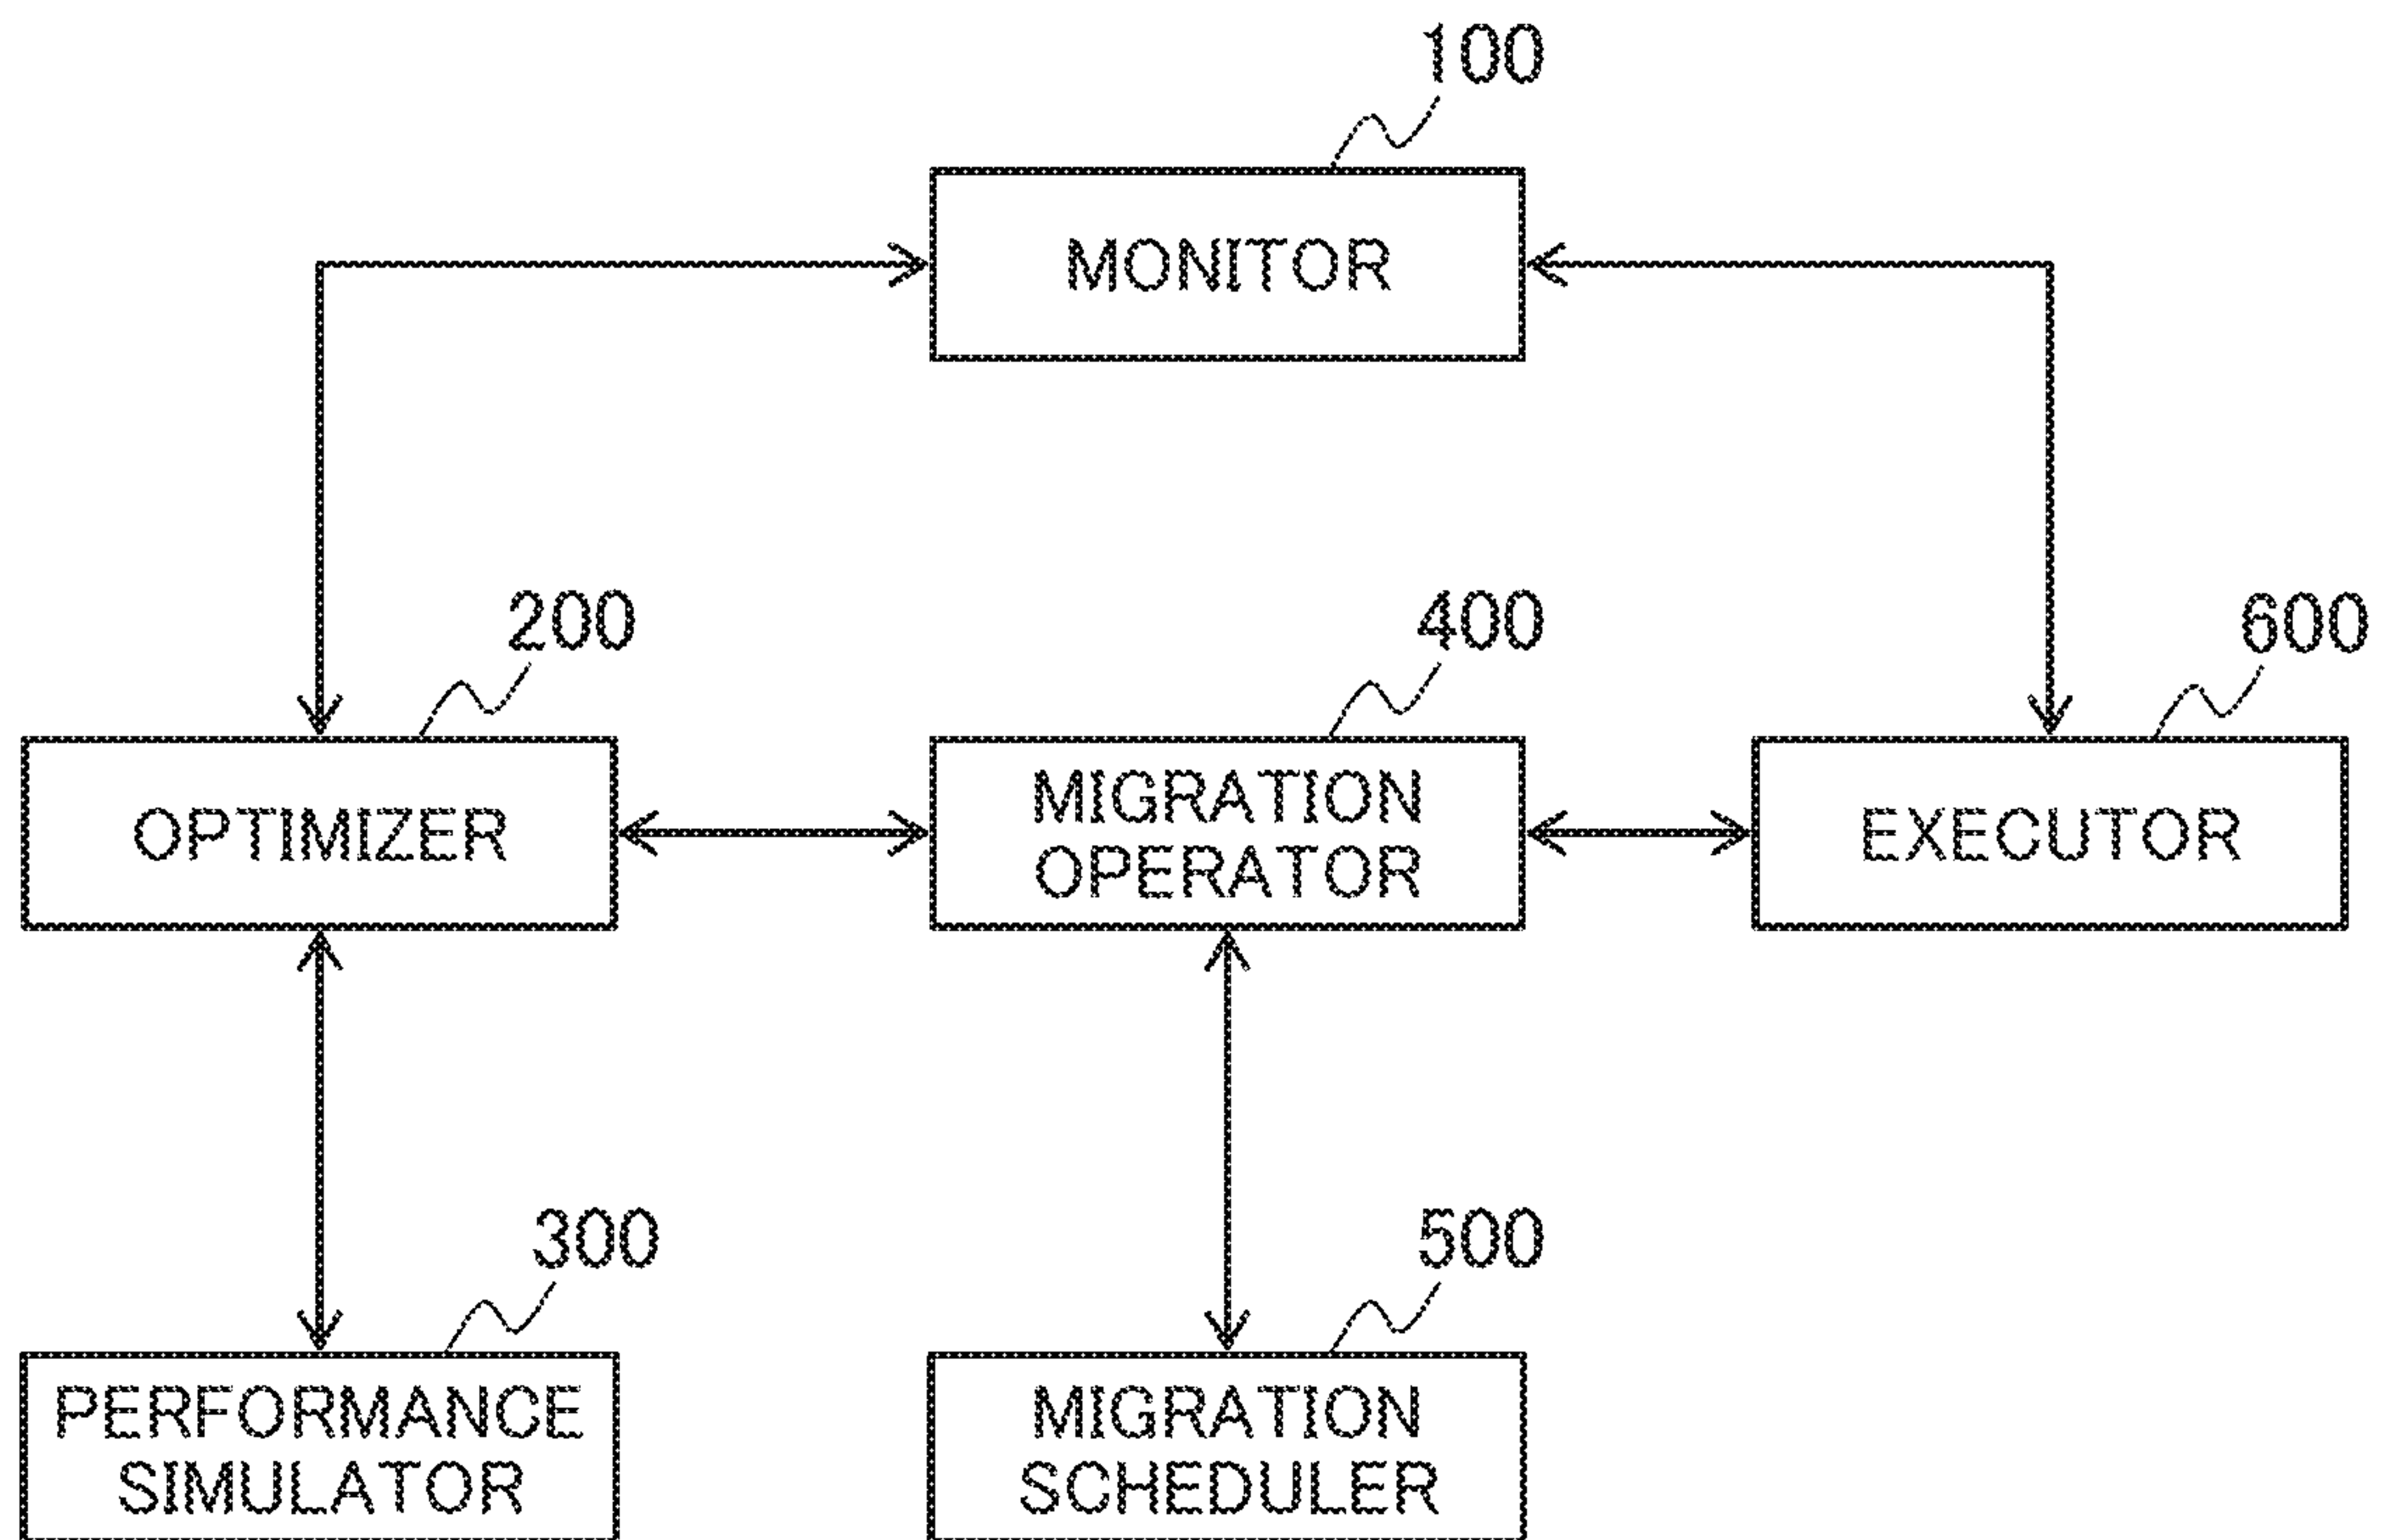 100
MONITOR
200
400
600
OPTIMIZER
MIGRATION
OPERATOR
EXECUTOR
300
500
PERFORMANCE
SIMULATOR
MIGRATION
SCHEDULER